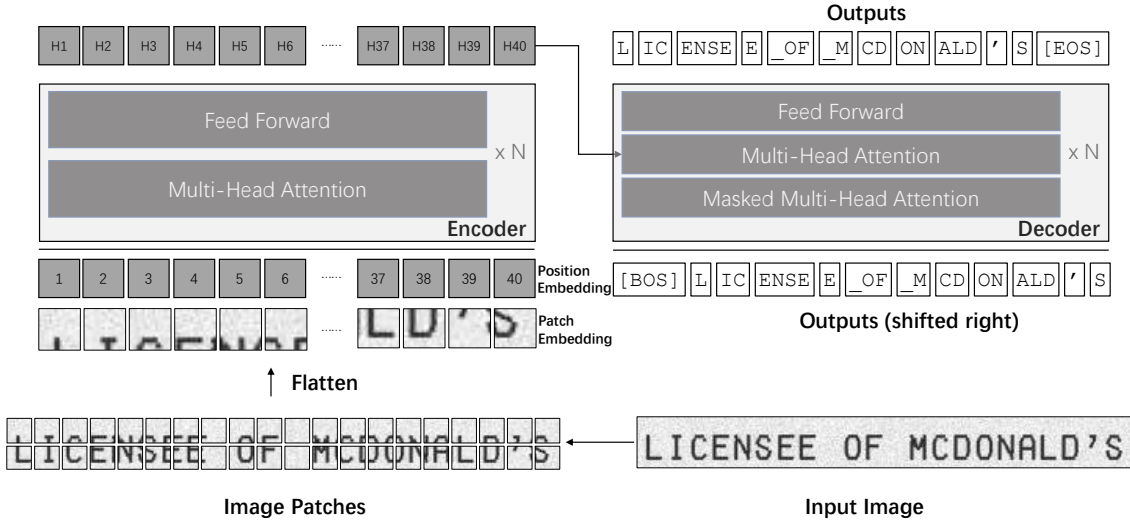 H1 H2 H3 H4 H5 H6 ...... H37 H38 H39 H40
Feed Forward
Multi-Head Attention
x N
Encoder
1 2 3 4 5 6 ...... 37 38 39 40
Position Embedding
...... LD'S
Patch Embedding
Flatten
LICENSEE OF MCDONALD'S
Image Patches
Outputs
L IC ENSE E _OF _M CD ON ALD ' S [EOS]
Feed Forward
Multi-Head Attention
Masked Multi-Head Attention
x N
Decoder
[BOS] L IC ENSE E _OF _M CD ON ALD ' S
Outputs (shifted right)
LICENSEE OF MCDONALD'S
Input Image